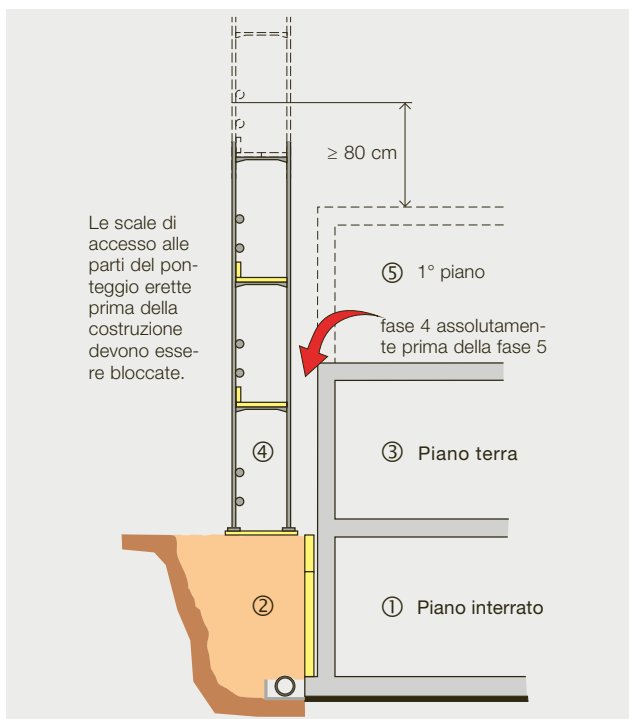 ≥ 80 cm
Le scale di
accesso alle
parti del pon-
teggio erette
prima della
costruzione
devono esse-
re bloccate.
⑤ 1° piano
fase 4 assolutamen-
te prima della fase 5
④
③ Piano terra
②
① Piano interrato